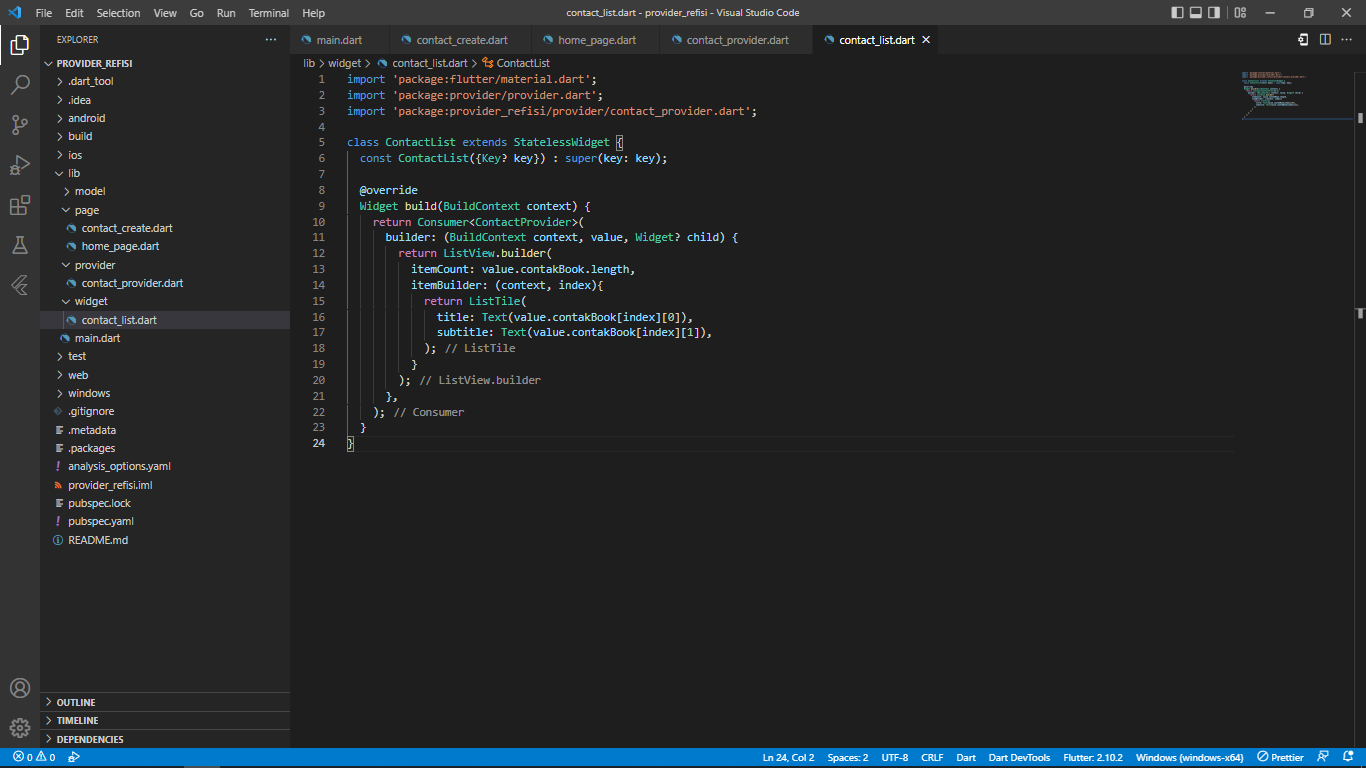 File Edit Selection View Go Run Terminal Help
contact_list.dart - provider_refisi - Visual Studio Code
EXPLORER
PROVIDER_REFISI
.dart_tool
.idea
android
build
ios
lib
model
page
contact_create.dart
home_page.dart
provider
contact_provider.dart
widget
contact_list.dart
main.dart
test
web
windows
.gitignore
.metadata
.packages
analysis_options.yaml
provider_refisi.iml
pubspec.lock
pubspec.yaml
README.md
OUTLINE
TIMELINE
DEPENDENCIES
main.dart contact_create.dart home_page.dart contact_provider.dart contact_list.dart
lib > widget > contact_list.dart > ContactList
1 import 'package:flutter/material.dart';
2 import 'package:provider/provider.dart';
3 import 'package:provider_refisi/provider/contact_provider.dart';
4
5 class ContactList extends StatelessWidget {
6 const ContactList({Key? key}) : super(key: key);
7
8 @override
9 Widget build(BuildContext context) {
10 return Consumer<ContactProvider>(
11 builder: (BuildContext context, value, Widget? child) {
12 return ListView.builder(
13 itemCount: value.contakBook.length,
14 itemBuilder: (context, index){
15 return ListTile(
16 title: Text(value.contakBook[index][0]),
17 subtitle: Text(value.contakBook[index][1]),
18 ); // ListTile
19 }
20 ); // ListView.builder
21 },
22 ); // Consumer
23 }
24 }
0 0
Ln 24, Col 2 Spaces: 2 UTF-8 CRLF Dart Dart DevTools Flutter: 2.10.2 Windows (windows-x64) Prettier